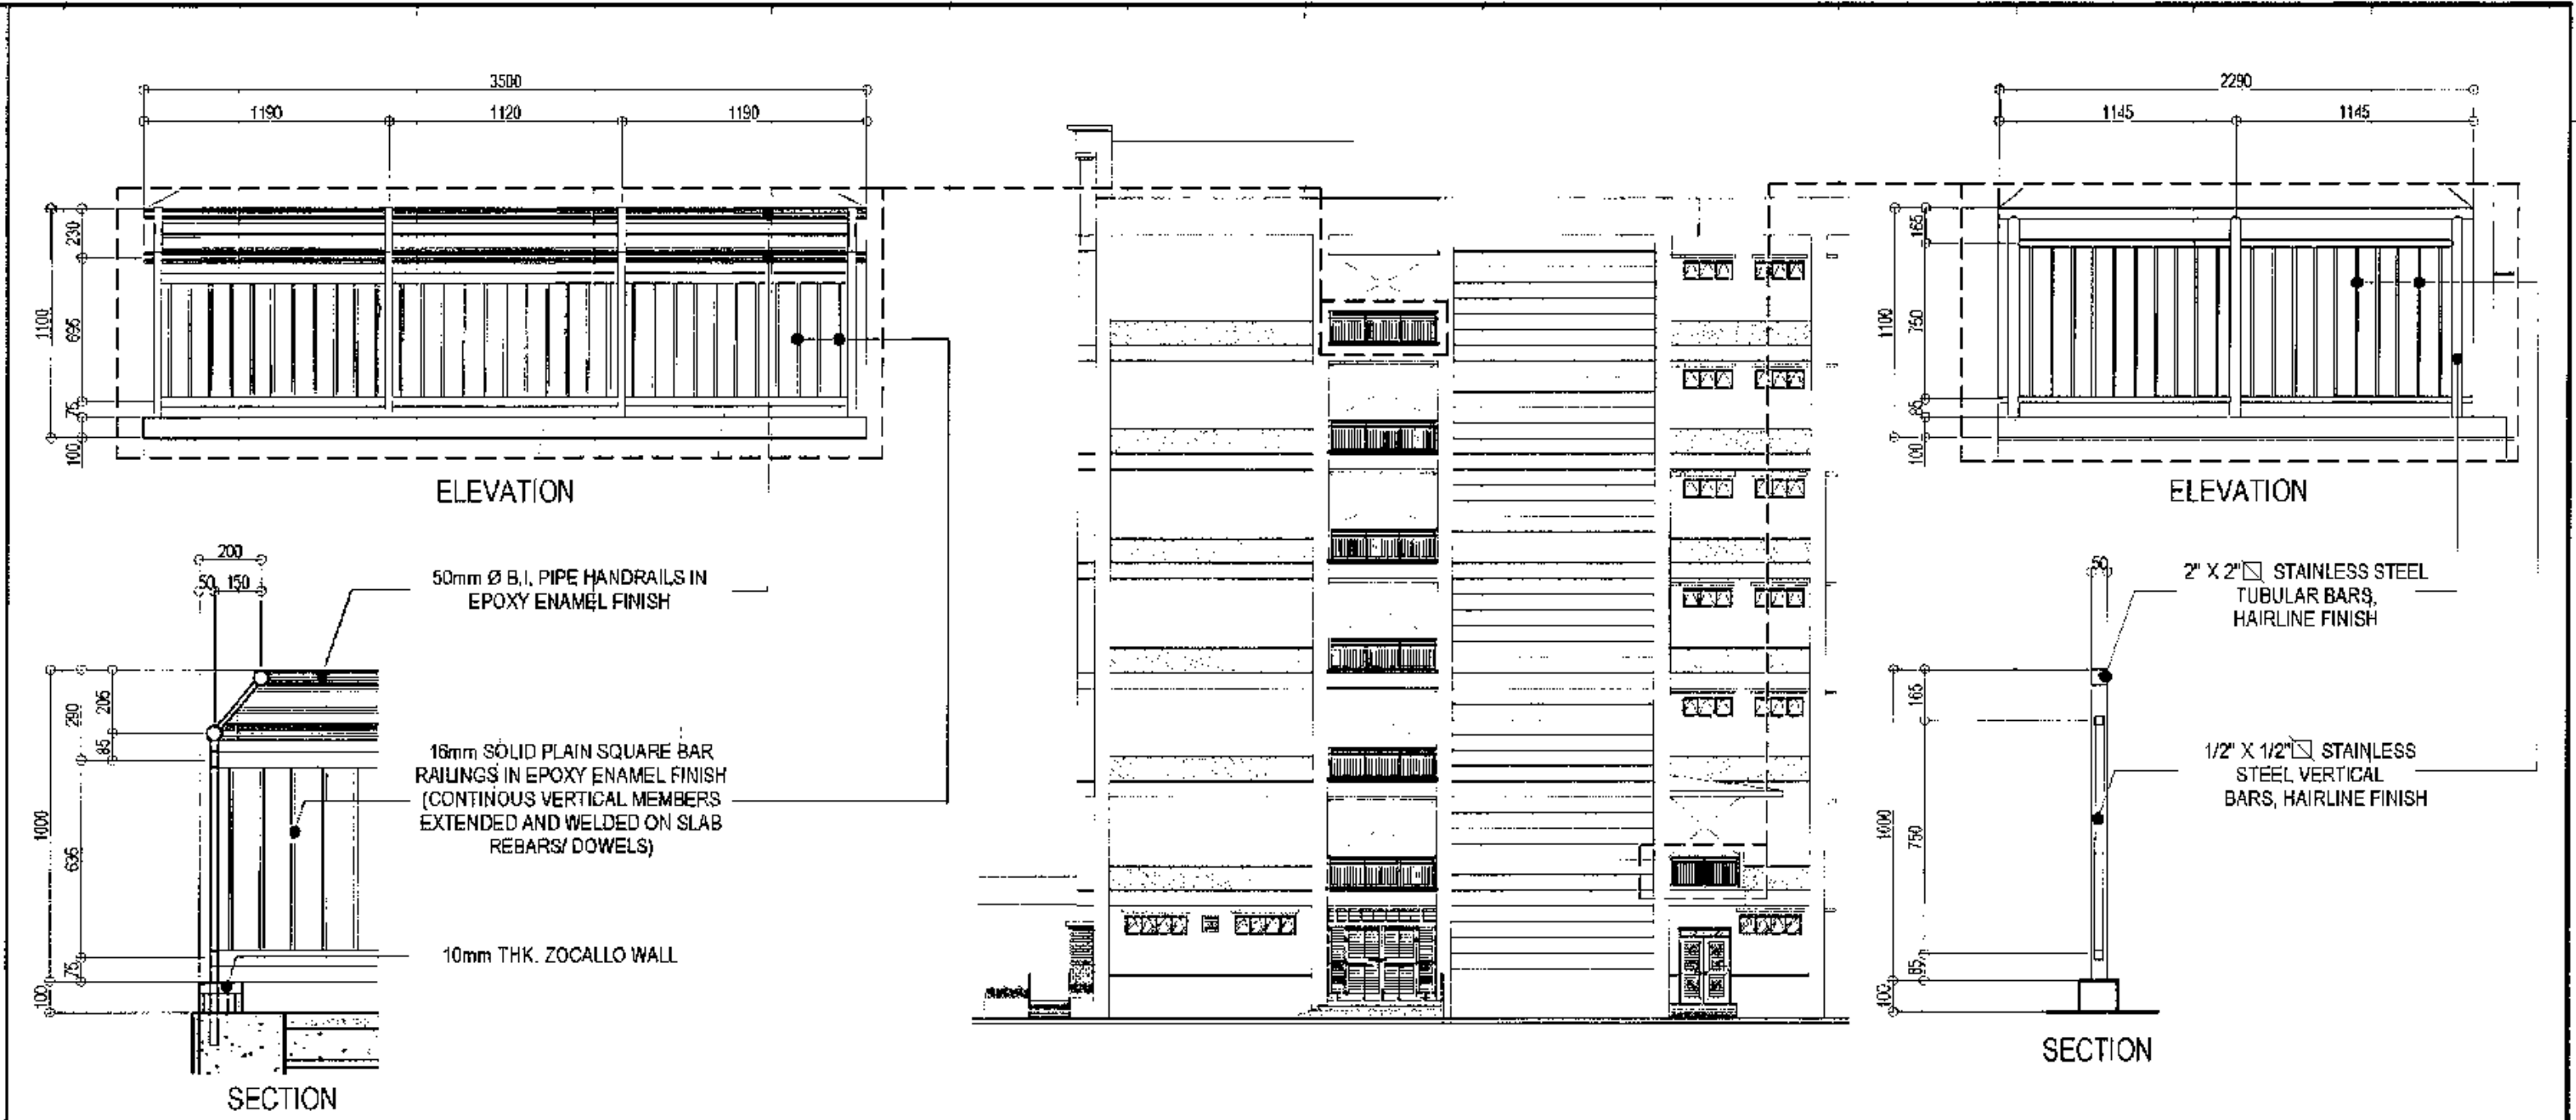 3500
1190 1120 1190
230
1100
695
75
100
ELEVATION
200
50 150
50mm Ø B.I. PIPE HANDRAILS IN
EPOXY ENAMEL FINISH
290
205
85
1000
695
75
100
16mm SOLID PLAIN SQUARE BAR
RAILINGS IN EPOXY ENAMEL FINISH
(CONTINOUS VERTICAL MEMBERS
EXTENDED AND WELDED ON SLAB
REBARS/ DOWELS)
10mm THK. ZOCALLO WALL
SECTION
2290
1145 1145
165
1100
750
85
100
ELEVATION
50
2" X 2" STAINLESS STEEL
TUBULAR BARS,
HAIRLINE FINISH
165
1000
750
85
100
1/2" X 1/2" STAINLESS
STEEL VERTICAL
BARS, HAIRLINE FINISH
SECTION